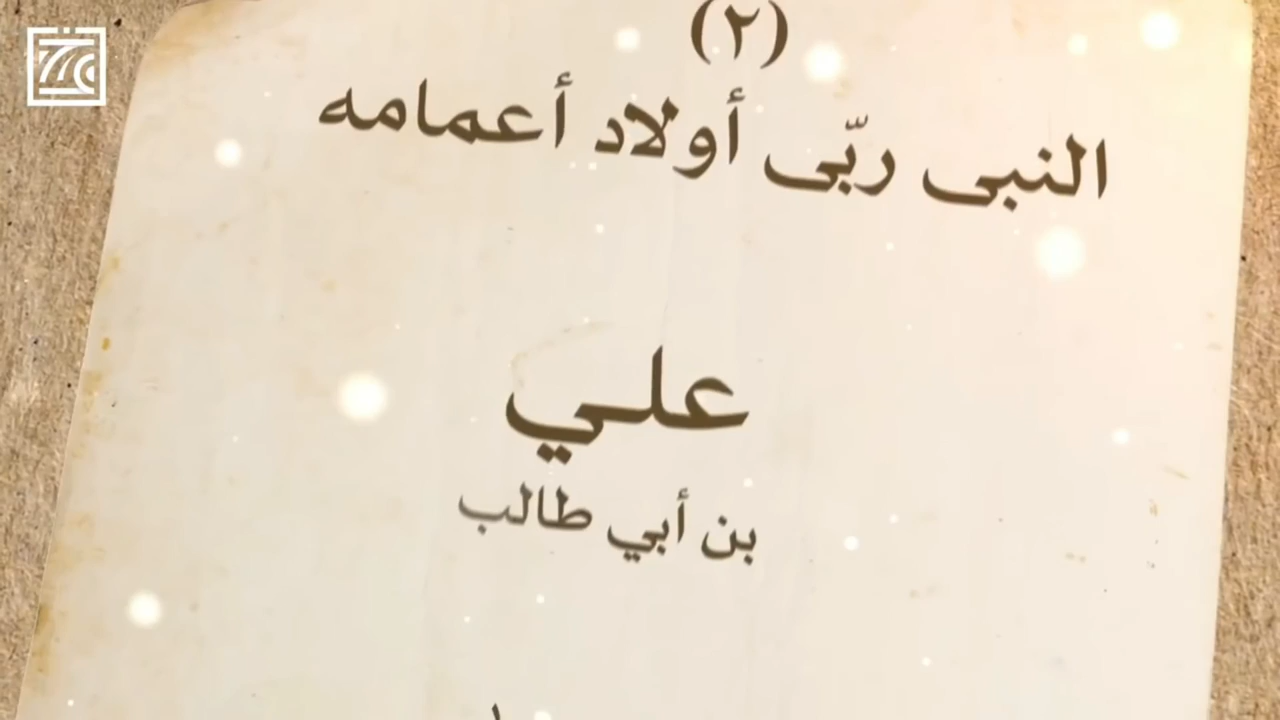 (٢)
النبى ربّى أولاد أعمامه
علي
بن أبي طالب